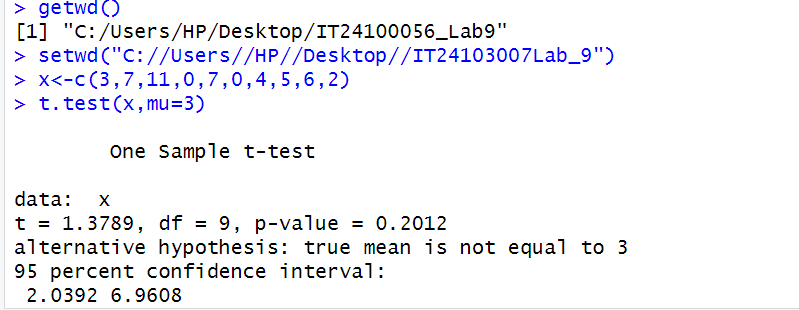 > getwd()
[1] "C:/Users/HP/Desktop/IT24100056_Lab9"
> setwd("C://Users//HP//Desktop//IT24103007Lab_9")
> x<-c(3,7,11,0,7,0,4,5,6,2)
> t.test(x,mu=3)
One Sample t-test
data:  x
t = 1.3789, df = 9, p-value = 0.2012
alternative hypothesis: true mean is not equal to 3
95 percent confidence interval:
 2.0392 6.9608